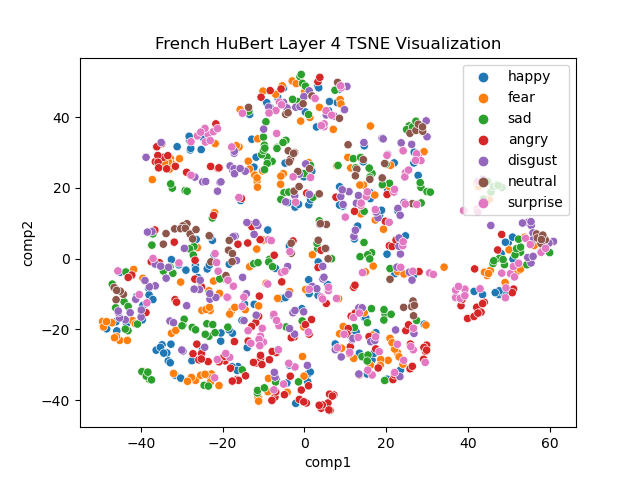 French HuBert Layer 4 TSNE Visualization
happy
fear
sad
angry
disgust
neutral
surprise
comp2
40
20
0
−20
−40
−40
−20
0
20
40
60
comp1